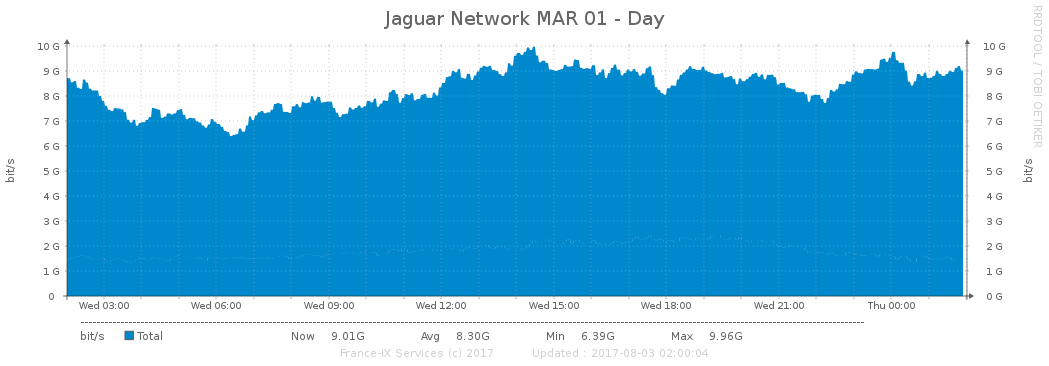 Jaguar Network MAR 01 - Day
RRDTOOL / TOBI OETIKER
bit/s
bit/s
10 G 10 G
9 G 9 G
8 G 8 G
7 G 7 G
6 G 6 G
5 G 5 G
4 G 4 G
3 G 3 G
2 G 2 G
1 G 1 G
0 0 G
Wed 03:00 Wed 06:00 Wed 09:00 Wed 12:00 Wed 15:00 Wed 18:00 Wed 21:00 Thu 00:00
bit/s Total Now 9.01G Avg 8.30G Min 6.39G Max 9.96G
France-IX Services (c) 2017 Updated : 2017-08-03 02:00:04